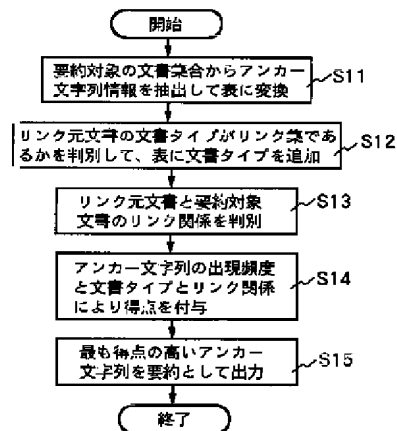 開始
要約対象の文書集合からアンカー
文字列情報を抽出して表に変換
S11
リンク元文書の文書タイプがリンク集であ
るかを判別して、表に文書タイプを追加
S12
リンク元文書と要約対象
文書のリンク関係を判別
S13
アンカー文字列の出現頻度
と文書タイプとリンク関係
により得点を付与
S14
最も得点の高いアンカー
文字列を要約として出力
S15
終了